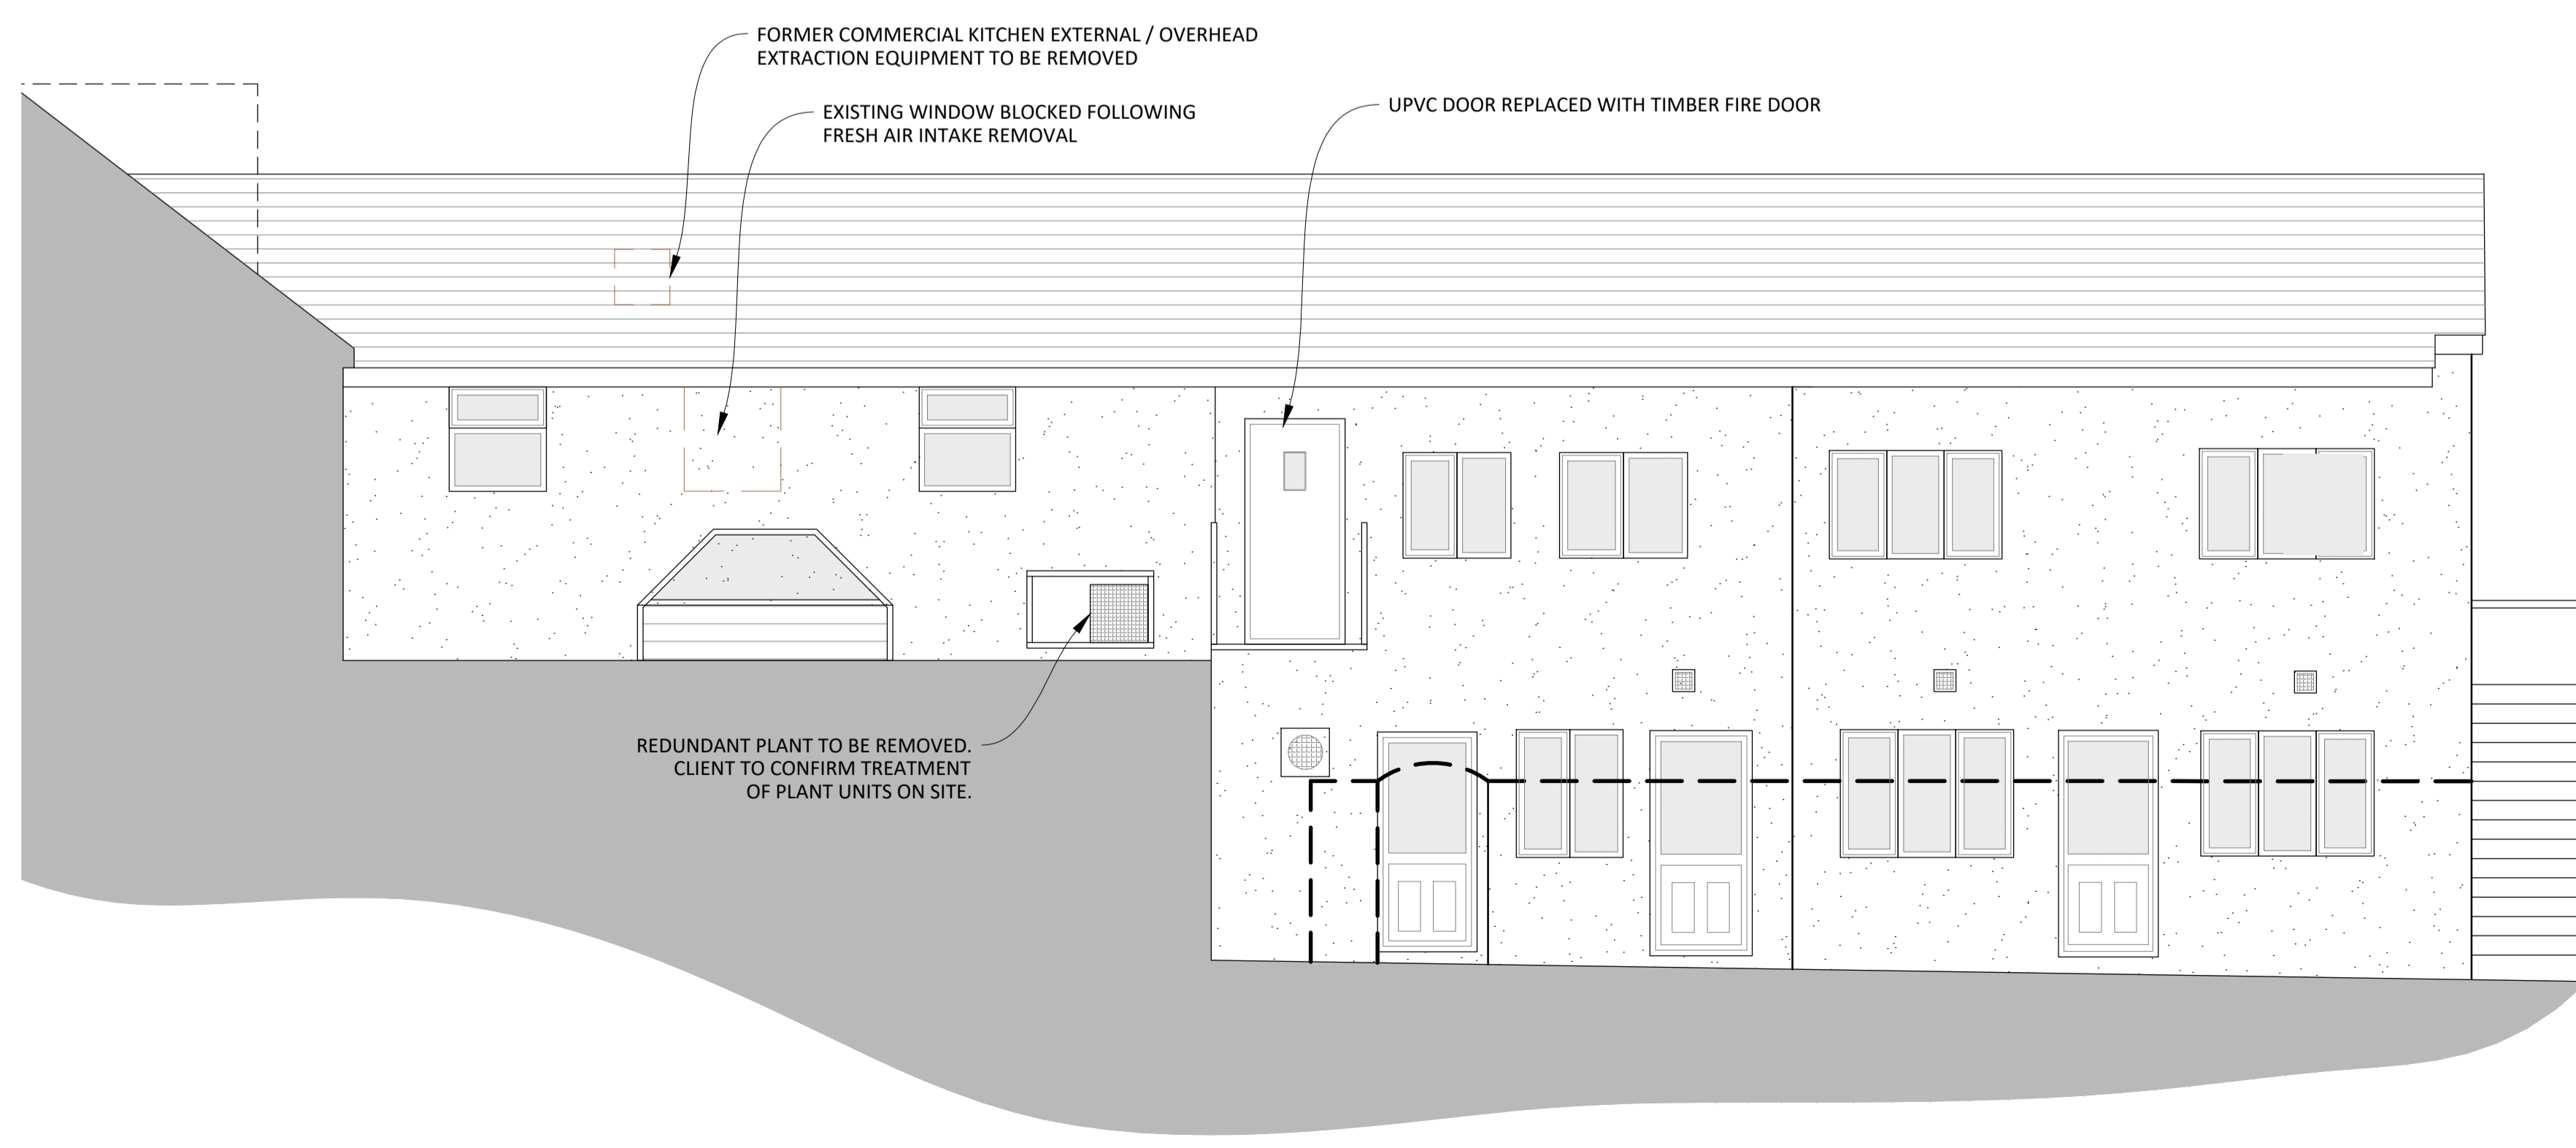 FORMER COMMERCIAL KITCHEN EXTERNAL / OVERHEAD
EXTRACTION EQUIPMENT TO BE REMOVED
EXISTING WINDOW BLOCKED FOLLOWING
FRESH AIR INTAKE REMOVAL
UPVC DOOR REPLACED WITH TIMBER FIRE DOOR
REDUNDANT PLANT TO BE REMOVED.
CLIENT TO CONFIRM TREATMENT
OF PLANT UNITS ON SITE.